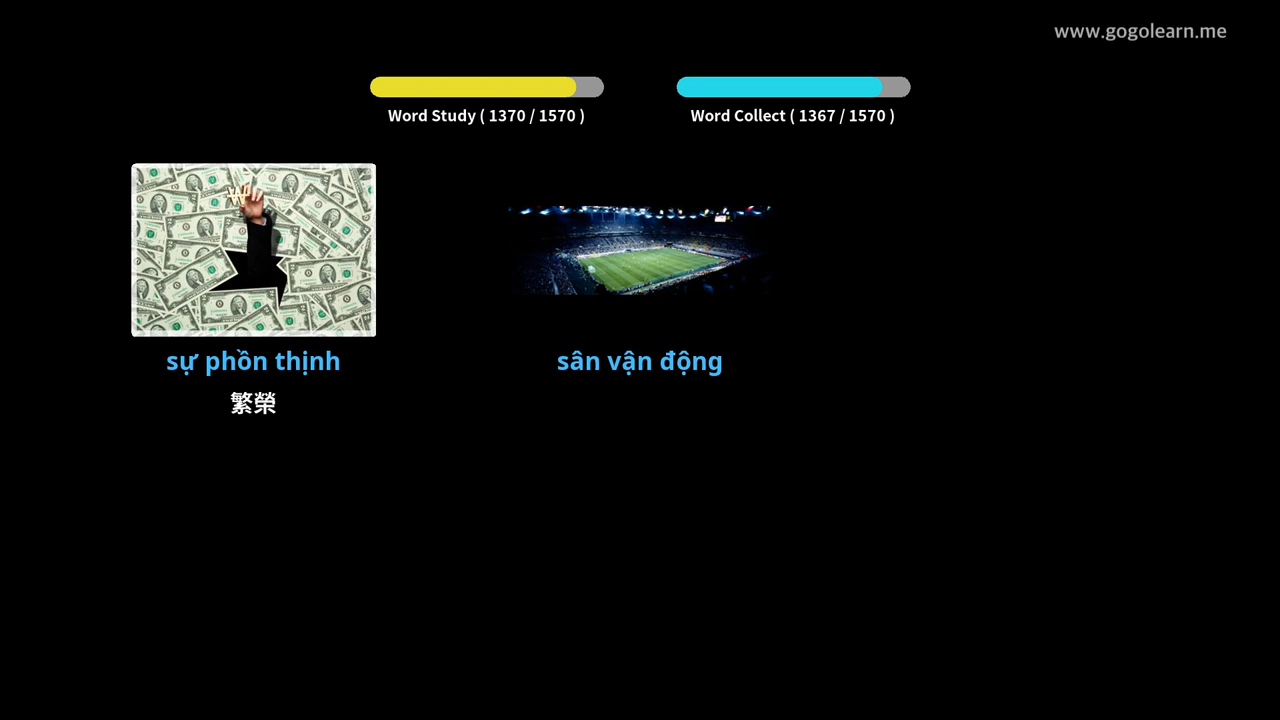 www.gogolearn.me
Word Study ( 1370 / 1570 )
Word Collect ( 1367 / 1570 )
sự phồn thịnh
sân vận động
繁榮